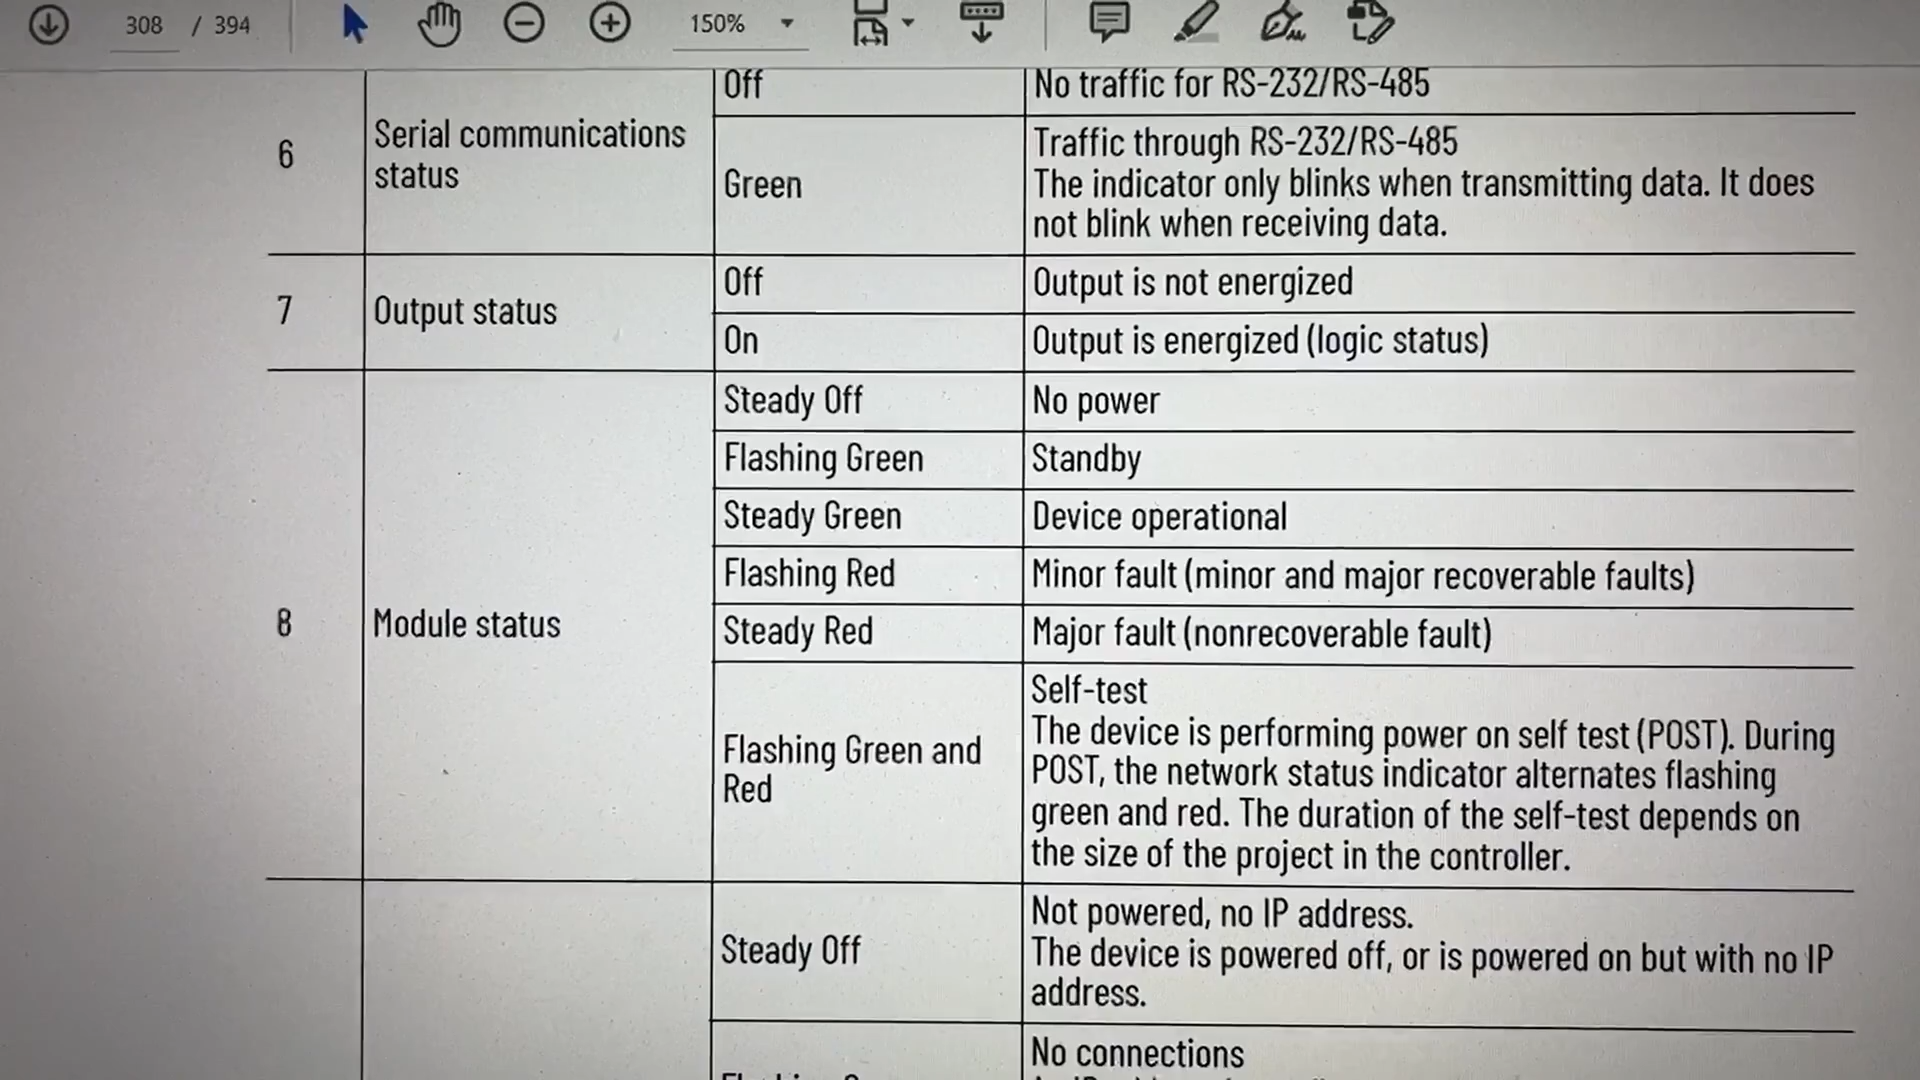 308 / 394 150%
Off No traffic for RS-232/RS-485
6 Serial communications status Green Traffic through RS-232/RS-485
The indicator only blinks when transmitting data. It does
not blink when receiving data.
7 Output status Off Output is not energized
On Output is energized (logic status)
8 Module status Steady Off No power
Flashing Green Standby
Steady Green Device operational
Flashing Red Minor fault (minor and major recoverable faults)
Steady Red Major fault (nonrecoverable fault)
Flashing Green and Red Self-test
The device is performing power on self test (POST). During
POST, the network status indicator alternates flashing
green and red. The duration of the self-test depends on
the size of the project in the controller.
Steady Off Not powered, no IP address.
The device is powered off, or is powered on but with no IP
address.
No connections